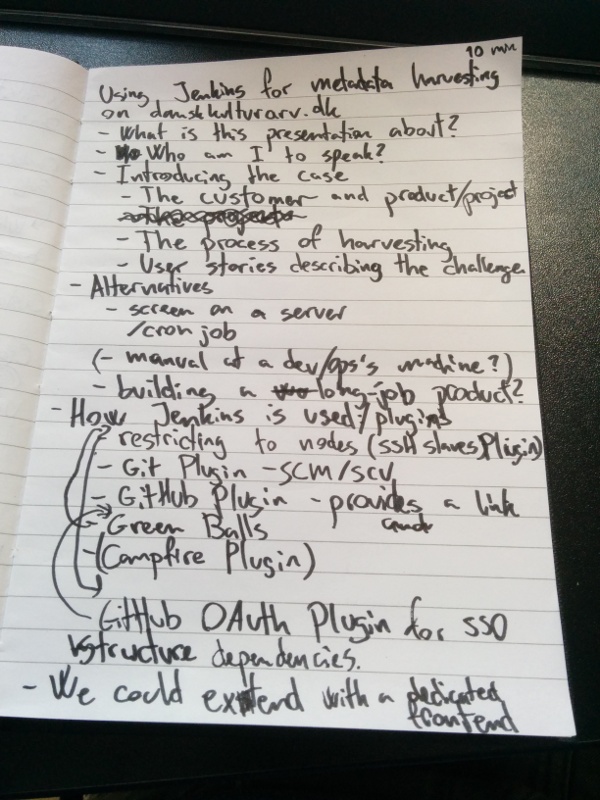 10 min
Using Jenkins for metadata harvesting
on danskkulturarv.dk
- What is this presentation about?
- Who am I to speak?
- Introducing the case
- The customer and product/project
- The process of harvesting
- User stories describing the challenge
- Alternatives
- screen on a server
/cron job
(- manual at a dev/ops's machine?)
- building a long-job product?
- How Jenkins is used?/plugins
- restricting to nodes (SSH slaves Plugin)
- Git Plugin - SCM/SCV
- GitHub Plugin - provides a link
- Green Balls
- (Campfire Plugin)
- GitHub OAuth Plugin for SSO
structure dependencies.
- We could extend with a dedicated
frontend